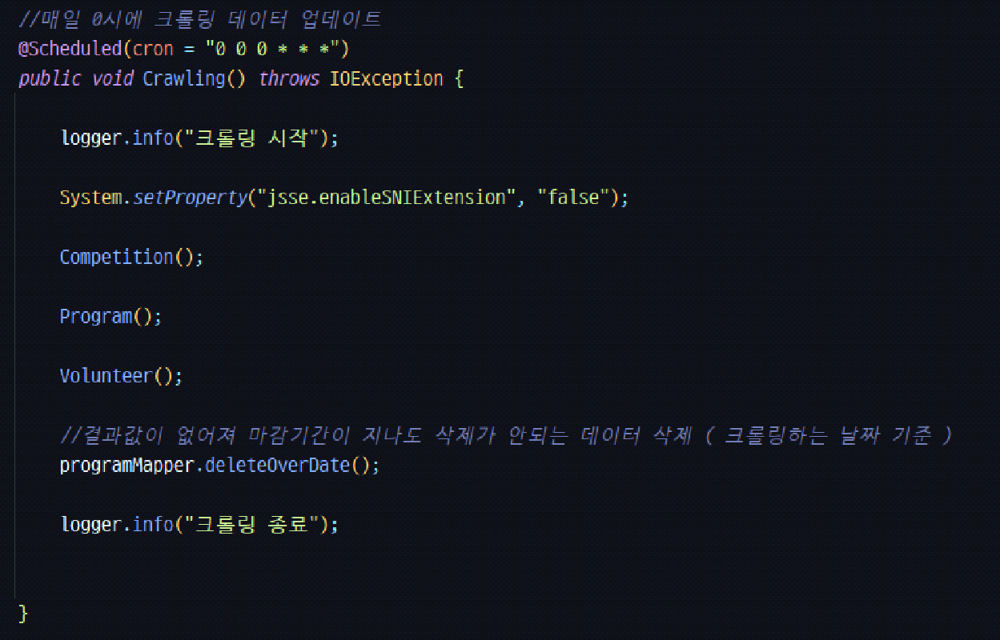 //매일 0시에 크롤링 데이터 업데이트
@Scheduled(cron = "0 0 0 * * *")
public void Crawling() throws IOException {
logger.info("크롤링 시작");
System.setProperty("jsse.enableSNIExtension", "false");
Competition();
Program();
Volunteer();
//결과값이 없어져 마감기간이 지나도 삭제가 안되는 데이터 삭제 ( 크롤링하는 날짜 기준 )
programMapper.deleteOverDate();
logger.info("크롤링 종료");
}